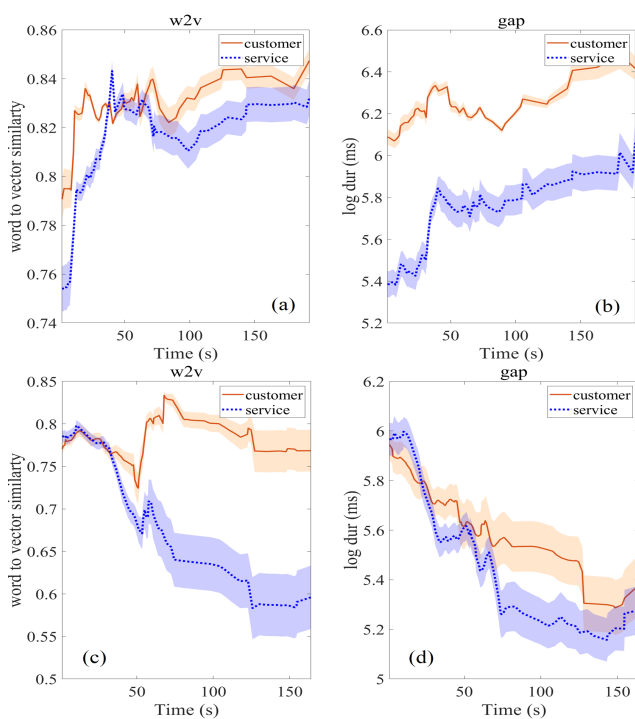 w2v
customer
service
word to vector similarty
0.86
0.84
0.82
0.8
0.78
0.76
0.74
50
100
150
Time (s)
(a)
gap
customer
service
log dur (ms)
6.6
6.4
6.2
6
5.8
5.6
5.4
5.2
50
100
150
Time (s)
(b)
w2v
customer
service
word to vector similarty
0.85
0.8
0.75
0.7
0.65
0.6
0.55
0.5
50
100
150
Time (s)
(c)
gap
customer
service
log dur (ms)
6.2
6
5.8
5.6
5.4
5.2
5
50
100
150
Time (s)
(d)